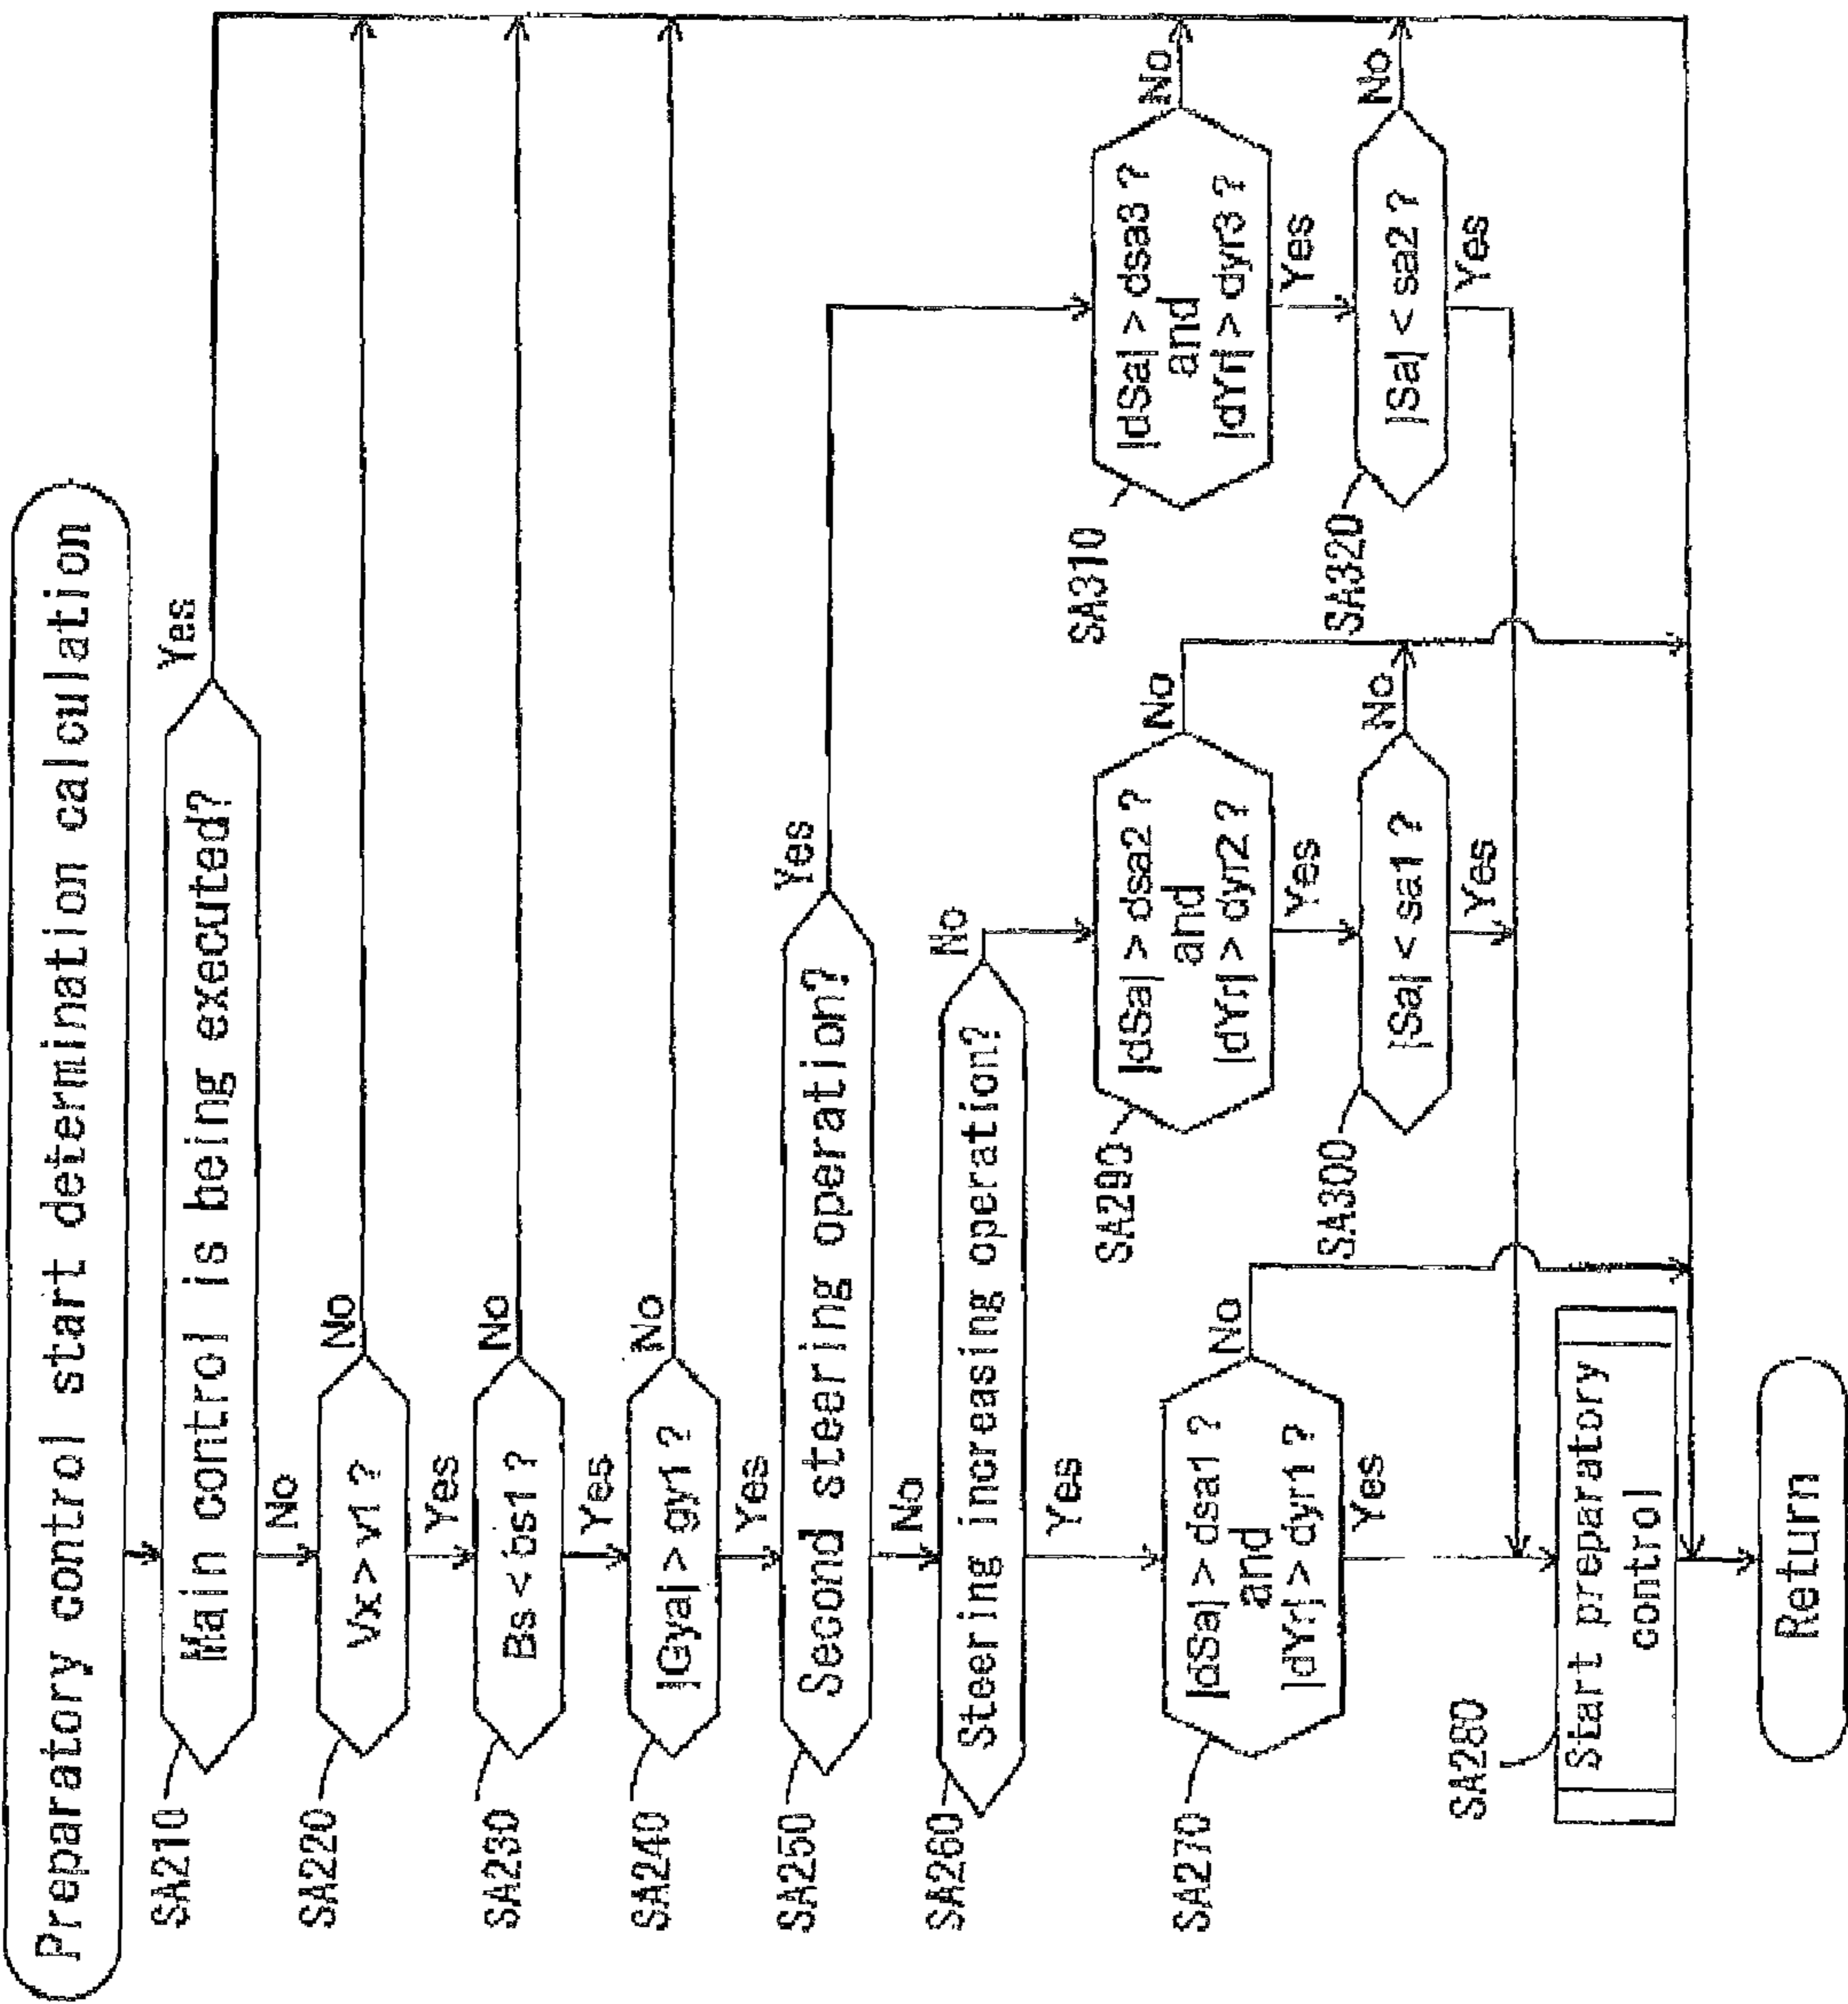 Preparatory control start determination calculation
SA210
Main control is being executed?
Yes
No
SA220
Vx>v1?
No
Yes
SA230
Bs<bs1?
No
Yes
SA240
|Gya|>gy1?
No
Yes
SA250
Second steering operation?
Yes
No
SA260
Steering increasing operation?
No
Yes
SA270
|dSa|>dsa1?
and
|dYr|>dyr1?
No
Yes
SA290
|dSa|>dsa2?
and
|dYr|>dyr2?
No
Yes
SA300
|Sa|<sa1?
No
Yes
SA310
|dSa|>dsa3?
and
|dYr|>dyr3?
No
Yes
SA320
|Sa|<sa2?
No
Yes
SA280
Start preparatory
control
Return